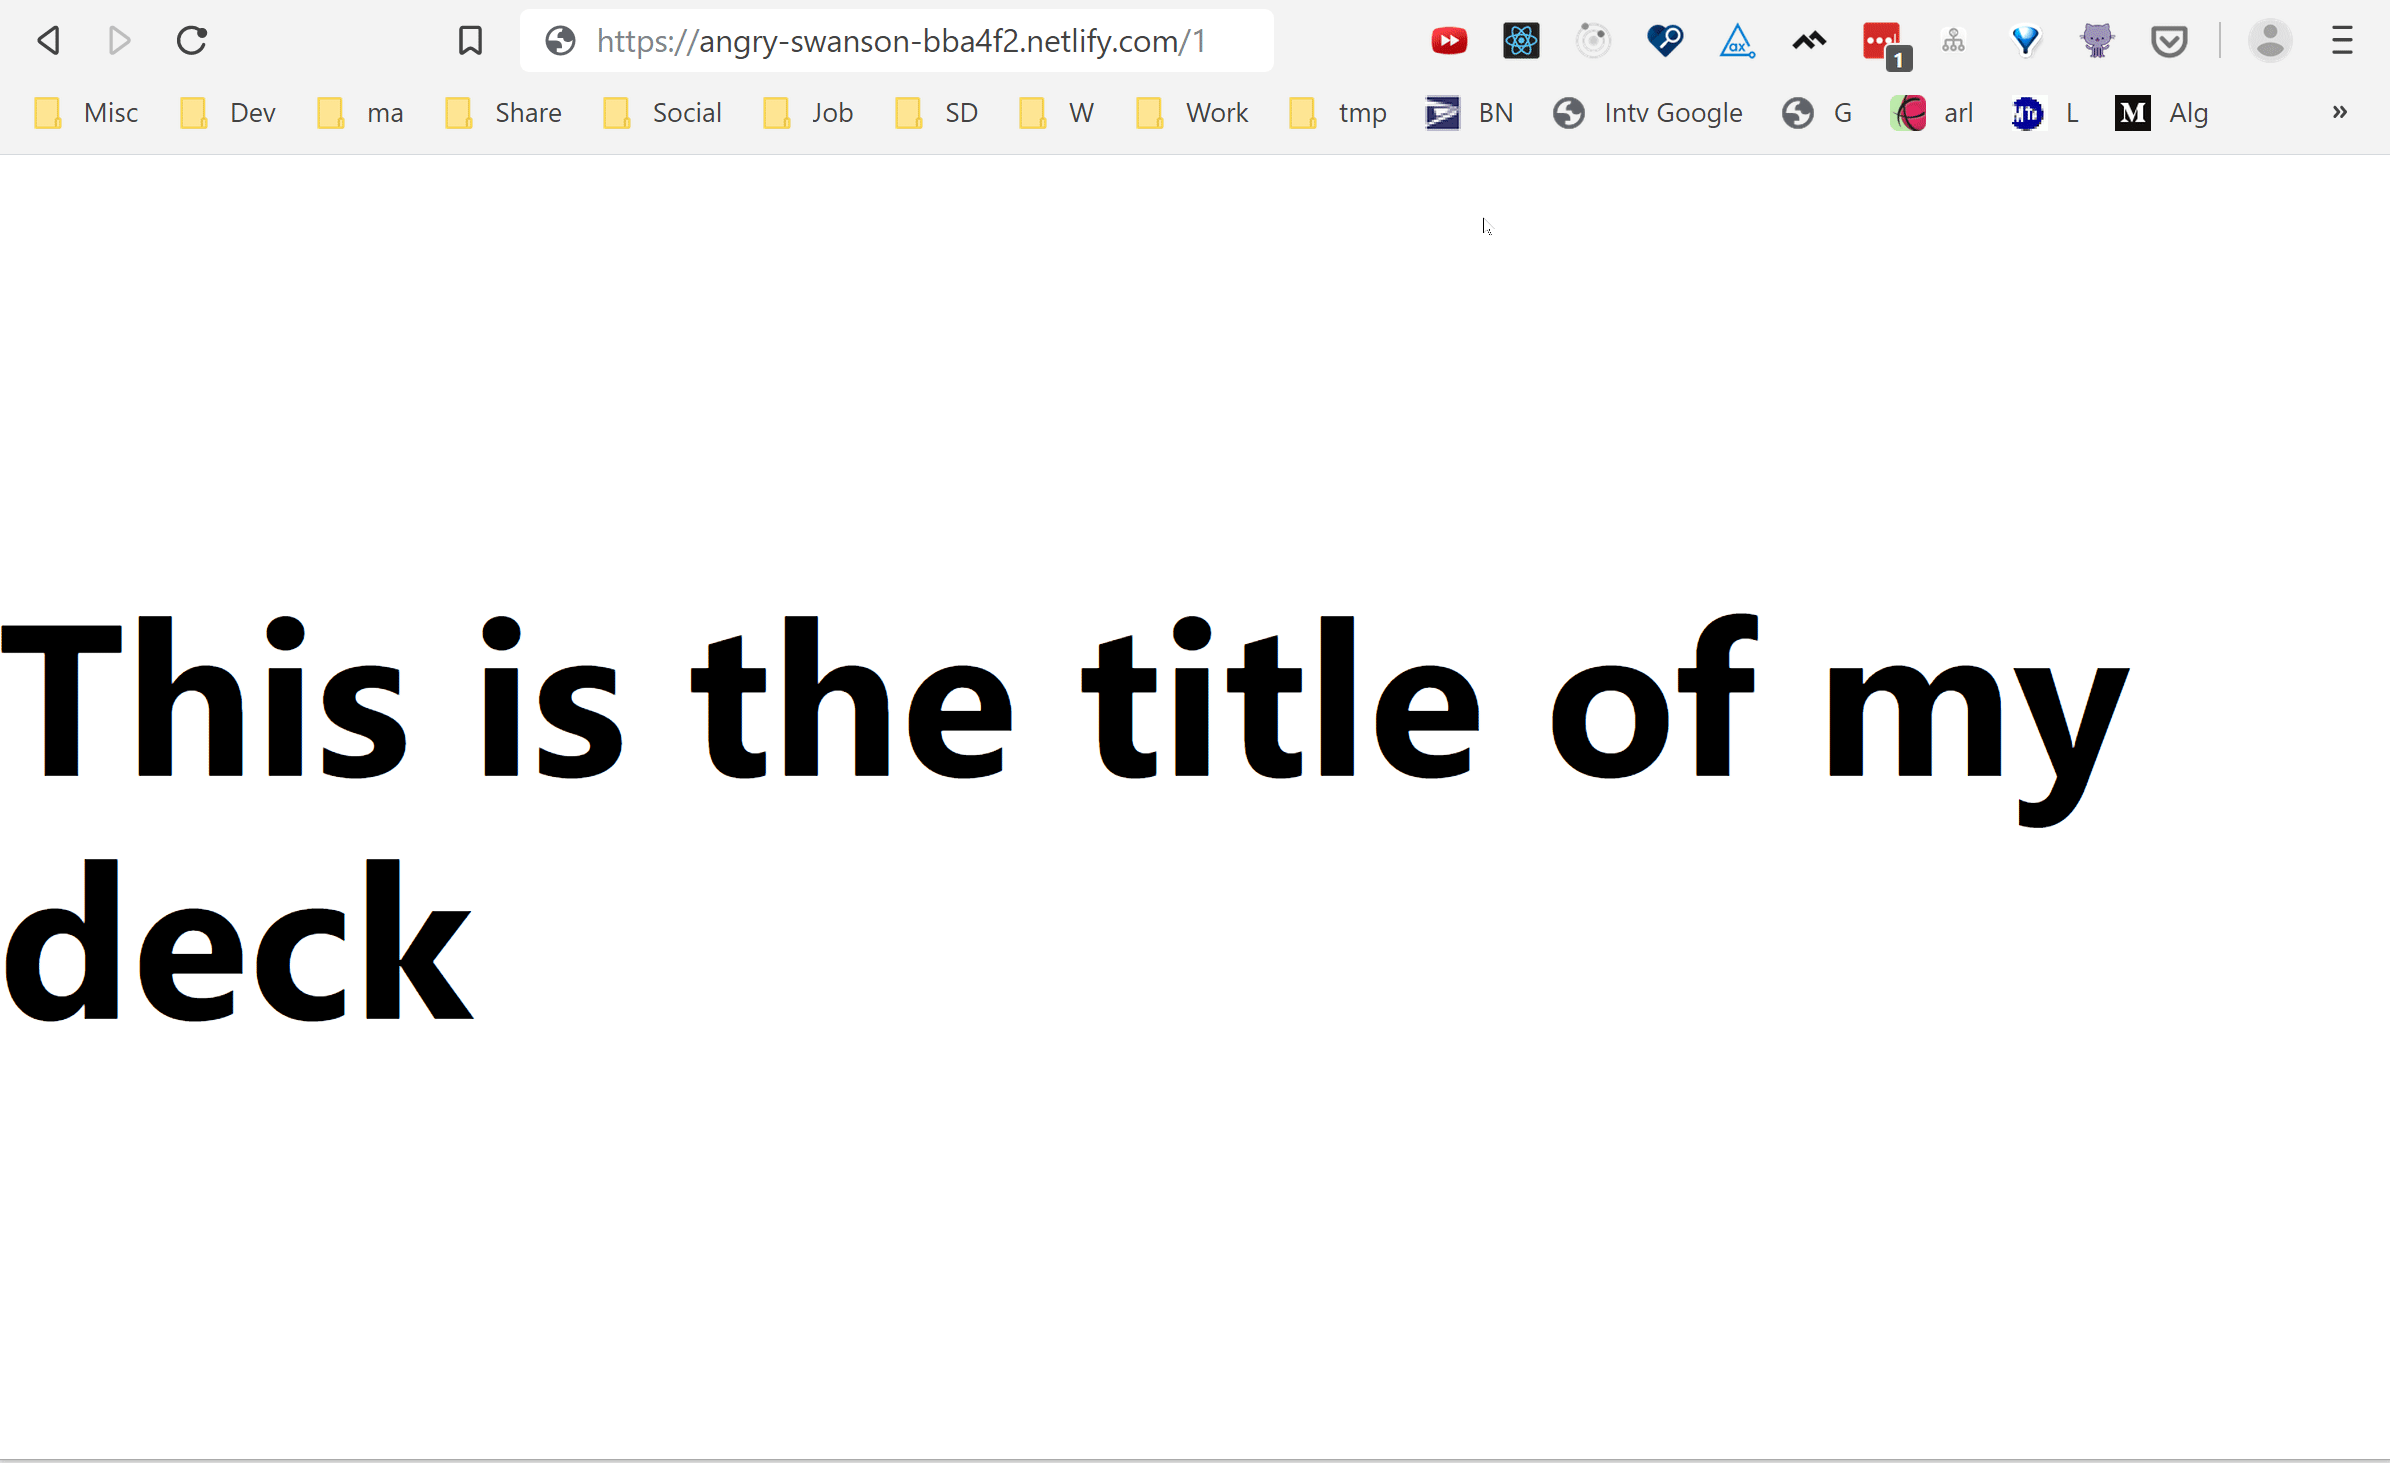 https://angry-swanson-bba4f2.netlify.com/1
ax
1
Misc Dev ma Share Social Job SD W Work tmp BN Intv Google G arl L M Alg »
This is the title of my
deck